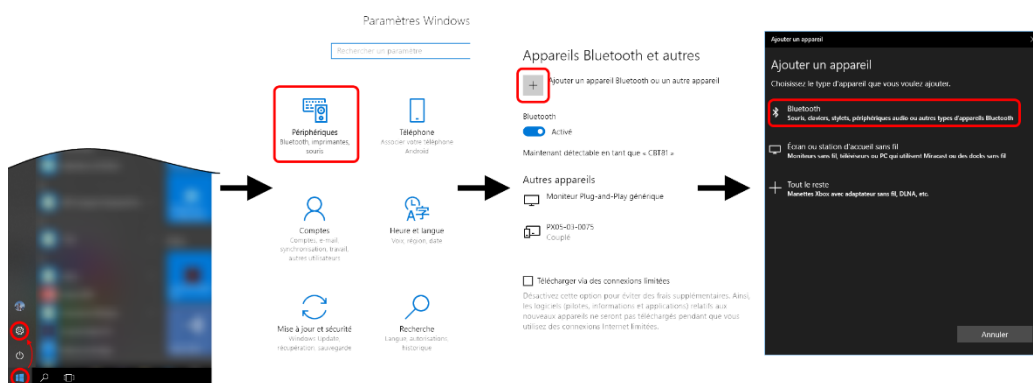 Paramètres Windows
Rechercher un paramètre
Périphériques
Bluetooth, imprimantes,
souris
Téléphone
Associer votre téléphone
Android
Comptes
Comptes, e-mail,
synchronisation, travail,
autres utilisateurs
Heure et langue
Voix, région, date
Mise à jour et sécurité
Windows Update,
récupération, sauvegarde
Recherche
Langue, autorisations,
historique
Appareils Bluetooth et autres
Ajouter un appareil Bluetooth ou un autre appareil
Bluetooth
Activé
Maintenant détectable en tant que « CBT81 »
Autres appareils
Moniteur Plug-and-Play générique
PX05-03-0075
Couplé
Télécharger via des connexions limitées
Désactivez cette option pour éviter des frais supplémentaires. Ainsi,
les logiciels (pilotes, informations et applications) relatifs aux
nouveaux appareils ne seront pas téléchargés pendant que vous
utilisez des connexions Internet limitées.
Ajouter un appareil
Ajouter un appareil
Choisissez le type d'appareil que vous voulez ajouter.
Bluetooth
Souris, claviers, stylets, périphériques audio ou autres types d'appareils Bluetooth
Écran ou station d'accueil sans fil
Moniteurs sans fil, téléviseurs ou PC qui utilisent Miracast ou des docks sans fil
Tout le reste
Manettes Xbox avec adaptateur sans fil, DLNA, etc.
Annuler